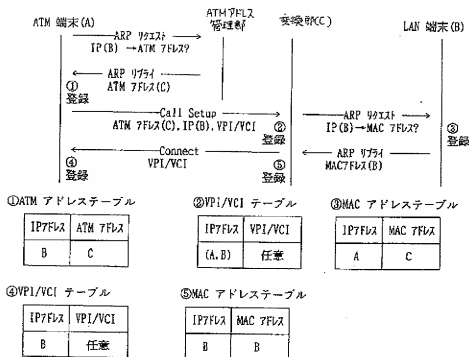 ATM 端末(A)
ATMアドレス
管理部
変換部(C)
LAN 端末(B)
ARP リクエスト
IP(B) →ATM アドレス?
ARP リプライ
ATM アドレス(C)
①
登録
Call Setup
ATM アドレス(C), IP(B), VPI/VCI
②
登録
ARP リクエスト
IP(B)→MAC アドレス?
③
登録
Connect
VPI/VCI
④
登録
⑤
登録
ARP リプライ
MACアドレス(B)
①ATM アドレステーブル
IPアドレス ATM アドレス
B C
②VPI/VCI テーブル
IPアドレス VPI/VCI
(A,B) 任意
③MAC アドレステーブル
IPアドレス MAC アドレス
A C
④VPI/VCI テーブル
IPアドレス VPI/VCI
B 任意
⑤MAC アドレステーブル
IPアドレス MAC アドレス
B B